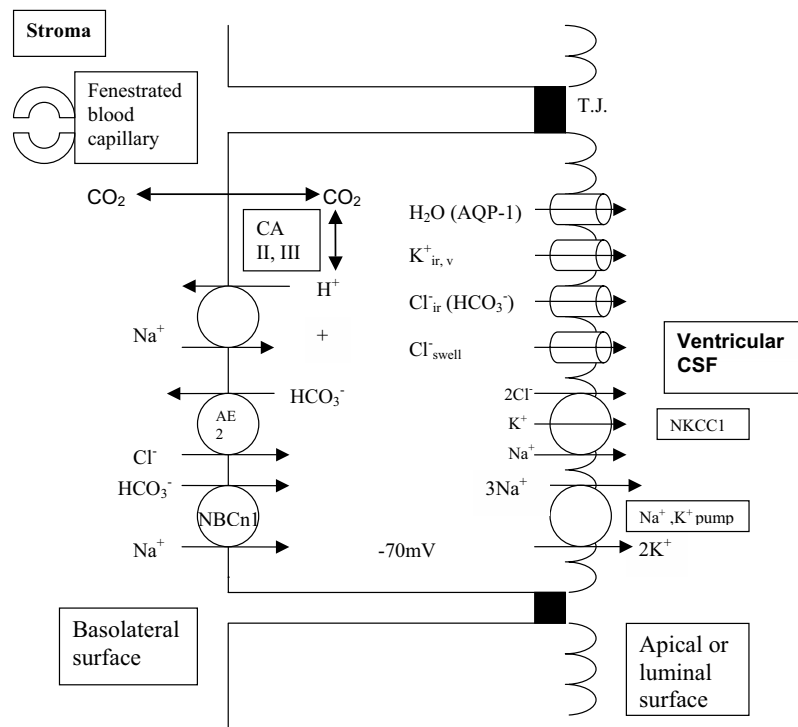 Stroma
Fenestrated
blood
capillary
T.J.
CO₂
CO₂
CA
II, III
H⁺
Na⁺
+
HCO₃⁻
AE
2
Cl⁻
HCO₃⁻
NBCn1
Na⁺
-70mV
H₂O (AQP-1)
K⁺ir, v
Cl⁻ir (HCO₃⁻)
Cl⁻swell
2Cl⁻
K⁺
Na⁺
NKCC1
3Na⁺
Na⁺ ,K⁺ pump
2K⁺
Ventricular
CSF
Basolateral
surface
Apical or
luminal
surface